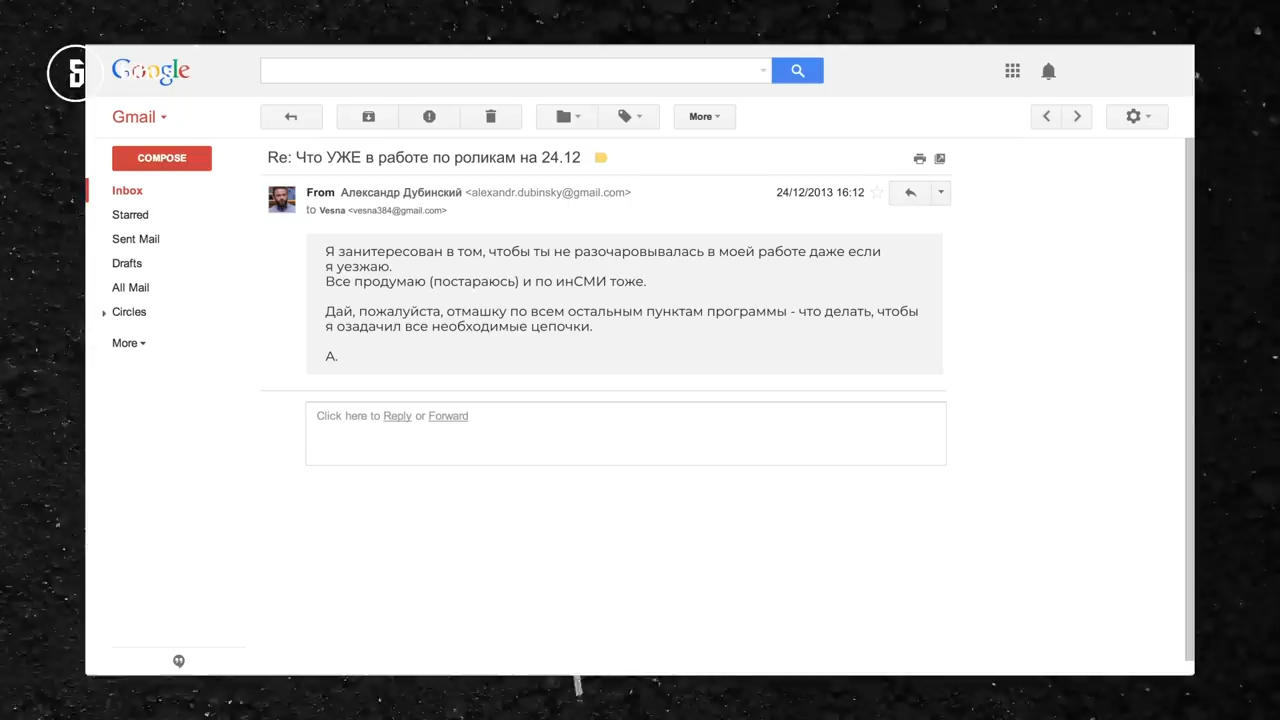 5
Google
Gmail
More
COMPOSE
Re: Что УЖЕ в работе по роликам на 24.12
Inbox
From Александр Дубинский <alexandr.dubinsky@gmail.com>
24/12/2013 16:12
to Vesna <vesna384@gmail.com>
Starred
Sent Mail
Drafts
All Mail
Circles
More
Я занитересован в том, чтобы ты не разочаровывалась в моей работе даже если
я уезжаю.
Все продумаю (постараюсь) и по инСМИ тоже.
Дай, пожалуйста, отмашку по всем остальным пунктам программы - что делать, чтобы
я озадачил все необходимые цепочки.
А.
Click here to Reply or Forward